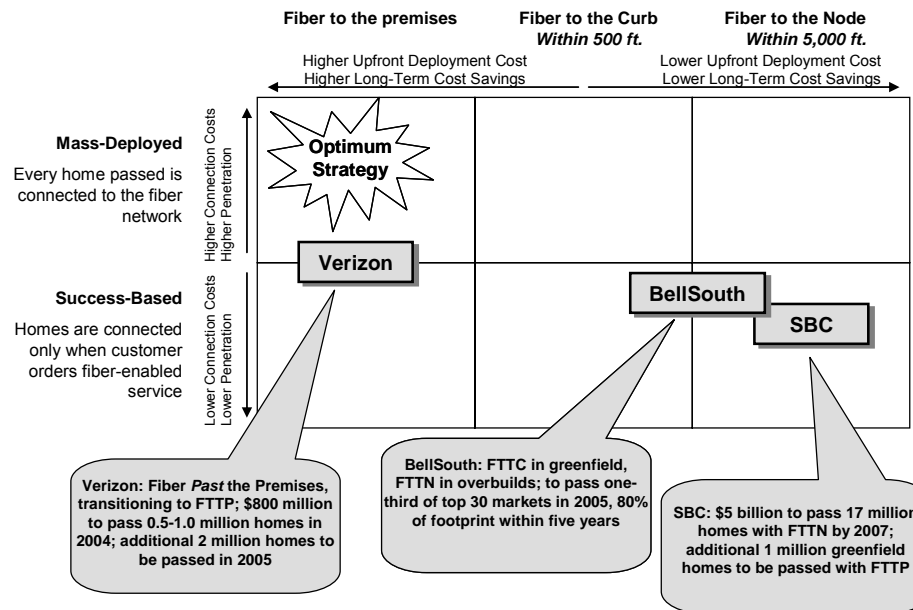 Fiber to the premises
Fiber to the Curb
Within 500 ft.
Fiber to the Node
Within 5,000 ft.
Higher Upfront Deployment Cost
Higher Long-Term Cost Savings
Lower Upfront Deployment Cost
Lower Long-Term Cost Savings
Mass-Deployed
Every home passed is
connected to the fiber
network
Higher Connection Costs
Higher Penetration
Optimum
Strategy
Verizon
Success-Based
Homes are connected
only when customer
orders fiber-enabled
service
Lower Connection Costs
Lower Penetration
BellSouth
SBC
Verizon: Fiber Past the Premises,
transitioning to FTTP; $800 million
to pass 0.5-1.0 million homes in
2004; additional 2 million homes to
be passed in 2005
BellSouth: FTTC in greenfield,
FTTN in overbuilds; to pass one-
third of top 30 markets in 2005, 80%
of footprint within five years
SBC: $5 billion to pass 17 million
homes with FTTN by 2007;
additional 1 million greenfield
homes to be passed with FTTP